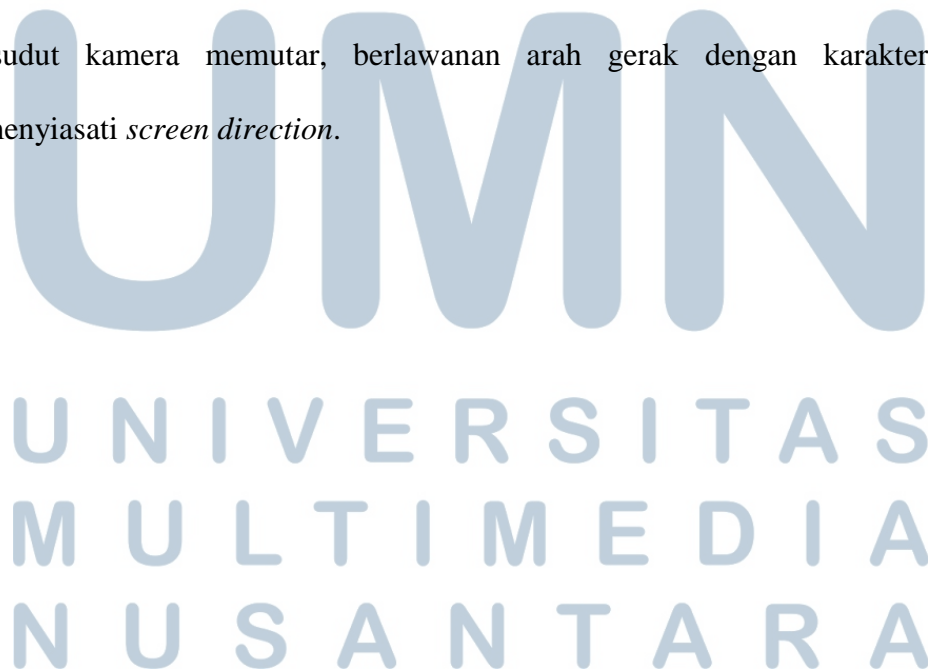 sudut kamera memutar, berlawanan arah gerak dengan karakter
menyiasati screen direction.
UMN
UNIVERSITAS
MULTIMEDIA
NUSANTARA